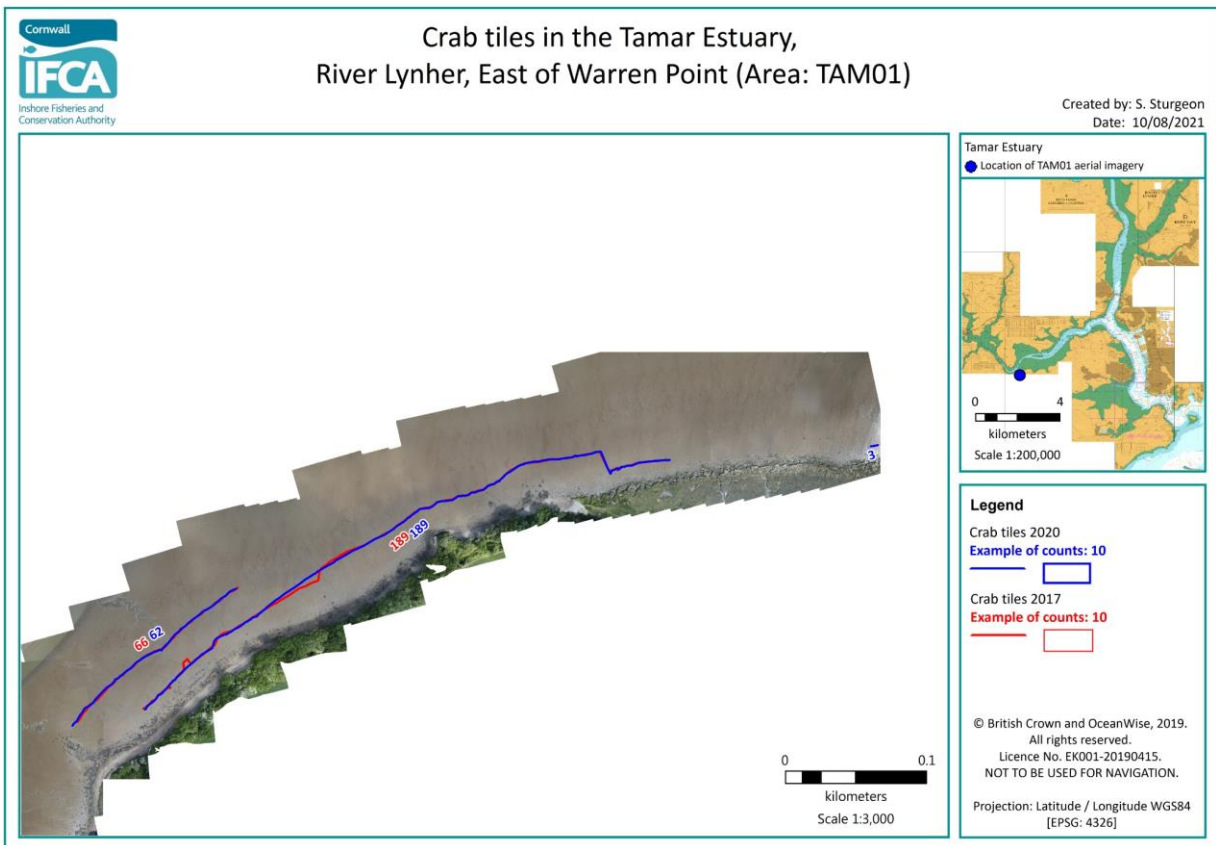 Cornwall
IFCA
Inshore Fisheries and
Conservation Authority
Crab tiles in the Tamar Estuary,
River Lynher, East of Warren Point (Area: TAM01)
Created by: S. Sturgeon
Date: 10/08/2021
3
189 189
66 62
0 0.1
kilometers
Scale 1:3,000
Tamar Estuary
Location of TAM01 aerial imagery
0 4
kilometers
Scale 1:200,000
Legend
Crab tiles 2020
Example of counts: 10
Crab tiles 2017
Example of counts: 10
© British Crown and OceanWise, 2019.
All rights reserved.
Licence No. EK001-20190415.
NOT TO BE USED FOR NAVIGATION.
Projection: Latitude / Longitude WGS84
[EPSG: 4326]